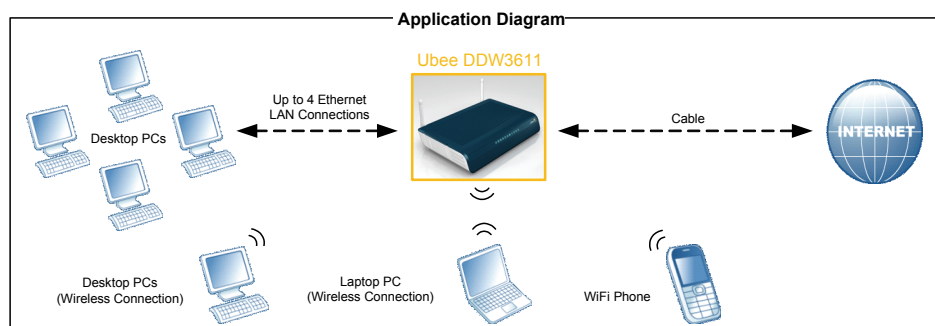 Application Diagram
Ubee DDW3611
Up to 4 Ethernet
LAN Connections
Desktop PCs
Cable
INTERNET
Desktop PCs
(Wireless Connection)
Laptop PC
(Wireless Connection)
WiFi Phone